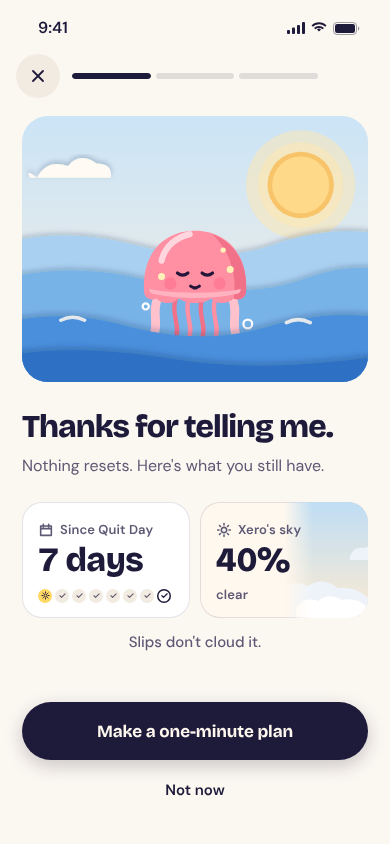 9:41
Thanks for telling me.
Nothing resets. Here's what you still have.
Since Quit Day
7 days
Xero's sky
40%
clear
Slips don't cloud it.
Make a one-minute plan
Not now